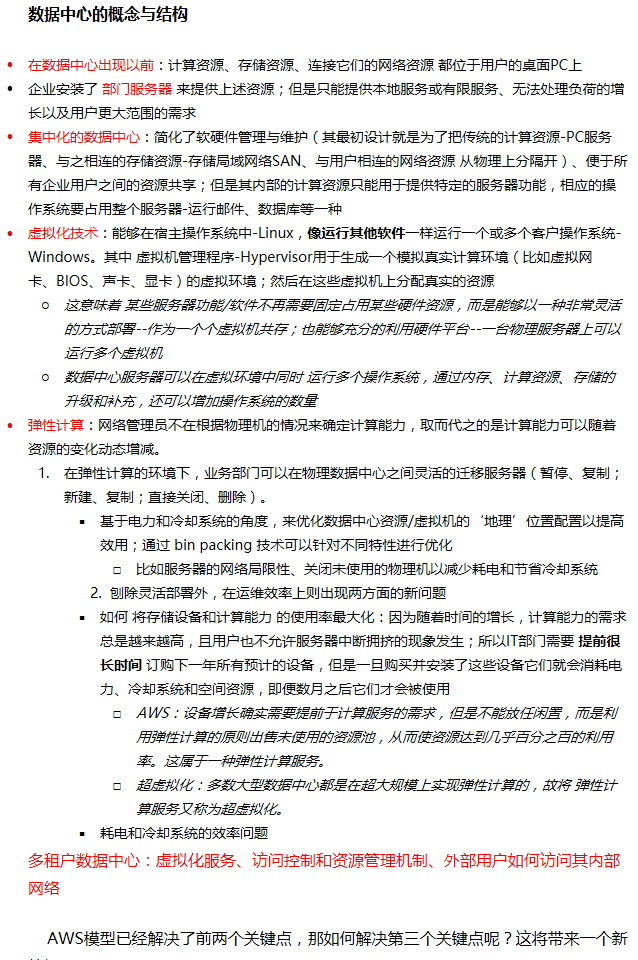 数据中心的概念与结构
在数据中心出现以前：计算资源、存储资源、连接它们的网络资源 都位于用户的桌面PC上
企业安装了 部门服务器 来提供上述资源；但是只能提供本地服务或有限服务、无法处理负荷的增
长以及用户更大范围的需求
集中化的数据中心：简化了软硬件管理与维护（其最初设计就是为了把传统的计算资源-PC服务
器、与之相连的存储资源-存储局域网络SAN、与用户相连的网络资源 从物理上分隔开）、便于所
有企业用户之间的资源共享；但是其内部的计算资源只能用于提供特定的服务器功能，相应的操
作系统要占用整个服务器-运行邮件、数据库等一种
虚拟化技术：能够在宿主操作系统中-Linux，像运行其他软件一样运行一个或多个客户操作系统-
Windows。其中 虚拟机管理程序-Hypervisor用于生成一个模拟真实计算环境（比如虚拟网
卡、BIOS、声卡、显卡）的虚拟环境；然后在这些虚拟机上分配真实的资源
这意味着 某些服务器功能/软件不再需要固定占用某些硬件资源，而是能够以一种非常灵活
的方式部署--作为一个个虚拟机共存；也能够充分的利用硬件平台--一台物理服务器上可以
运行多个虚拟机
数据中心服务器可以在虚拟环境中同时 运行多个操作系统，通过内存、计算资源、存储的
升级和补充，还可以增加操作系统的数量
弹性计算：网络管理员不在根据物理机的情况来确定计算能力，取而代之的是计算能力可以随着
资源的变化动态增减。
1. 在弹性计算的环境下，业务部门可以在物理数据中心之间灵活的迁移服务器（暂停、复制；
新建、复制；直接关闭、删除）。
基于电力和冷却系统的角度，来优化数据中心资源/虚拟机的‘地理’位置配置以提高
效用；通过 bin packing 技术可以针对不同特性进行优化
比如服务器的网络局限性、关闭未使用的物理机以减少耗电和节省冷却系统
2. 刨除灵活部署外，在运维效率上则出现两方面的新问题
如何 将存储设备和计算能力 的使用率最大化：因为随着时间的增长，计算能力的需求
总是越来越高，且用户也不允许服务器中断拥挤的现象发生；所以IT部门需要 提前很
长时间 订购下一年所有预计的设备，但是一旦购买并安装了这些设备它们就会消耗电
力、冷却系统和空间资源，即便数月之后它们才会被使用
AWS：设备增长确实需要提前于计算服务的需求，但是不能放任闲置，而是利
用弹性计算的原则出售未使用的资源池，从而使资源达到几乎百分之百的利用
率。这属于一种弹性计算服务。
超虚拟化：多数大型数据中心都是在超大规模上实现弹性计算的，故将 弹性计
算服务又称为超虚拟化。
耗电和冷却系统的效率问题
多租户数据中心：虚拟化服务、访问控制和资源管理机制、外部用户如何访问其内部
网络
AWS模型已经解决了前两个关键点，那如何解决第三个关键点呢？这将带来一个新